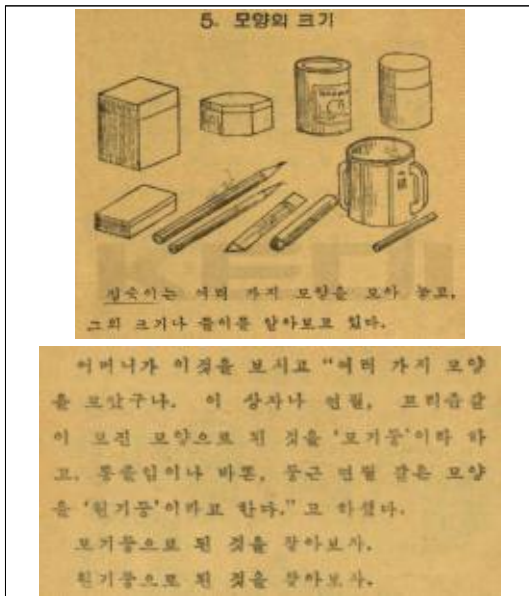 5. 모양의 크기
정숙이는 여러 가지 모양을 모아 놓고,
그의 크기나 들이를 알아보고 있다.
어머니가 이것을 보시고 “여러 가지 모양
을 모았구나. 이 상자나 연필, 프리즘같
이 모진 모양으로 된 것을 ‘모기둥’이라 하
고, 통졸임이나 바톤, 둥근 연필 같은 모양
을 ‘원기둥’이라고 한다.”고 하셨다.
모기둥으로 된 것을 찾아보자.
원기둥으로 된 것을 찾아보자.